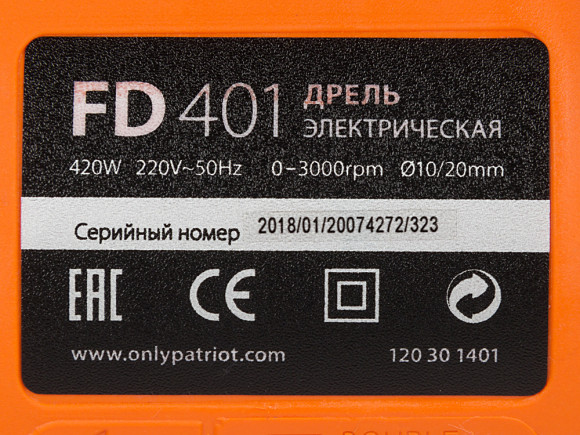 FD 401 ДРЕЛЬ
ЭЛЕКТРИЧЕСКАЯ
420W 220V~50Hz 0-3000rpm Ø10/20mm
Серийный номер 2018/01/20074272/323
EAC CE
www.onlypatriot.com 120 30 1401